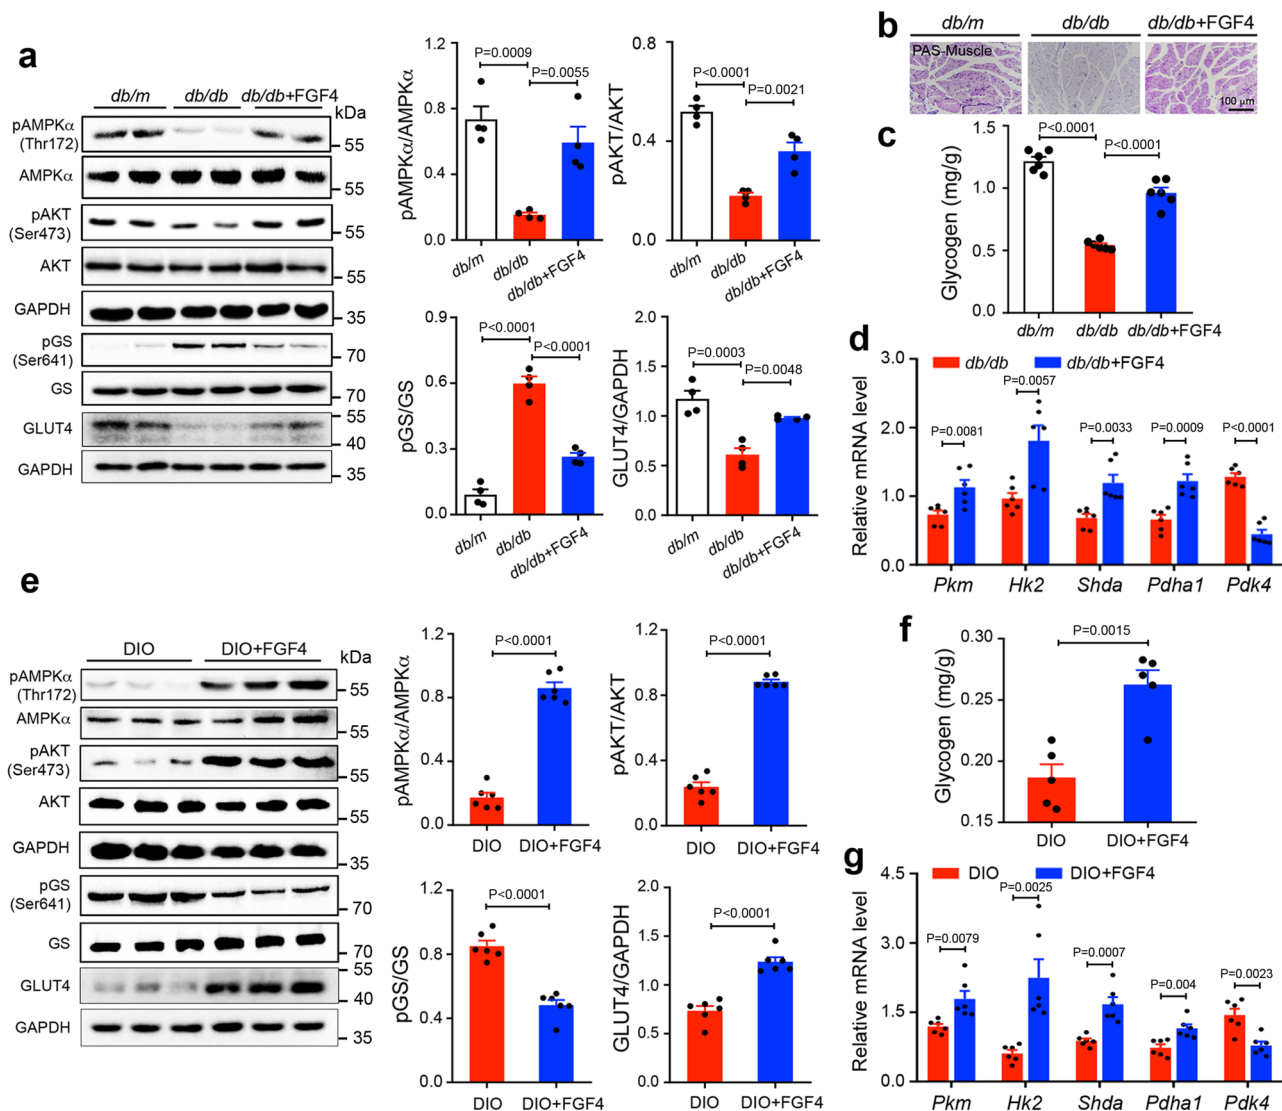 a
db/m db/db db/db+FGF4
kDa
pAMPKα
(Thr172)
55
AMPKα
55
pAKT
(Ser473)
55
AKT
55
GAPDH
35
pGS
(Ser641)
70
GS
70
GLUT4
55
40
GAPDH
35
pAMPKα/AMPKα
1.2
0.8
0.4
0.0
P=0.0009
P=0.0055
db/m
db/db
db/db+FGF4
pAKT/AKT
0.8
0.4
0.0
P<0.0001
P=0.0021
db/m
db/db
db/db+FGF4
pGS/GS
0.9
0.6
0.3
0.0
P<0.0001
P<0.0001
db/m
db/db
db/db+FGF4
GLUT4/GAPDH
2.0
1.5
1.0
0.5
0.0
P=0.0003
P=0.0048
db/m
db/db
db/db+FGF4
b
db/m db/db db/db+FGF4
PAS-Muscle
100 μm
c
Glycogen (mg/g)
1.5
1.0
0.5
0.0
P<0.0001
P<0.0001
db/m
db/db
db/db+FGF4
d
Relative mRNA level
3.0
2.0
1.0
0.0
db/db db/db+FGF4
P=0.0081
P=0.0057
P=0.0033
P=0.0009
P<0.0001
Pkm Hk2 Shda Pdha1 Pdk4
e
DIO DIO+FGF4
kDa
pAMPKα
(Thr172)
55
AMPKα
55
pAKT
(Ser473)
55
AKT
55
GAPDH
35
pGS
(Ser641)
70
GS
70
55
GLUT4
40
GAPDH
35
pAMPKα/AMPKα
1.2
0.8
0.4
0.0
P<0.0001
DIO DIO+FGF4
pAKT/AKT
1.2
0.8
0.4
0.0
P<0.0001
DIO DIO+FGF4
pGS/GS
1.2
0.8
0.4
0.0
P<0.0001
DIO DIO+FGF4
GLUT4/GAPDH
2.0
1.5
1.0
0.5
0.0
P<0.0001
DIO DIO+FGF4
f
Glycogen (mg/g)
0.30
0.25
0.20
0.15
P=0.0015
DIO DIO+FGF4
g
Relative mRNA level
4.5
3.0
1.5
0.0
DIO DIO+FGF4
P=0.0079
P=0.0025
P=0.0007
P=0.004
P=0.0023
Pkm Hk2 Shda Pdha1 Pdk4